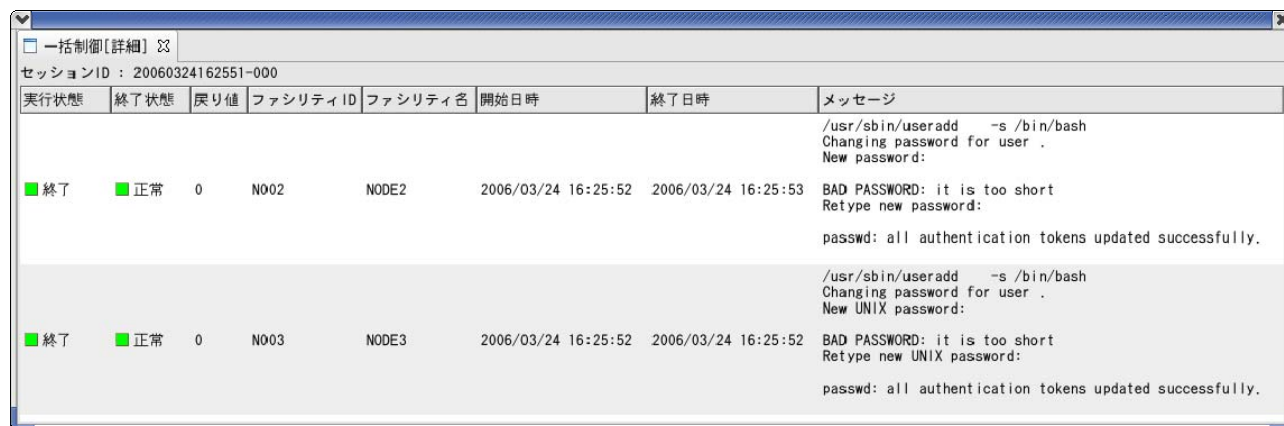 一括制御[詳細]
セッションID : 20060324162551-000
実行状態 終了状態 戻り値 ファシリティID ファシリティ名 開始日時 終了日時 メッセージ
/usr/sbin/useradd -s /bin/bash
Changing password for user .
New password:
終了 正常 0 N002 NODE2 2006/03/24 16:25:52 2006/03/24 16:25:53 BAD PASSWORD: it is too short
Retype new password:
passwd: all authentication tokens updated successfully.
/usr/sbin/useradd -s /bin/bash
Changing password for user .
New UNIX password:
終了 正常 0 N003 NODE3 2006/03/24 16:25:52 2006/03/24 16:25:52 BAD PASSWORD: it is too short
Retype new UNIX password:
passwd: all authentication tokens updated successfully.